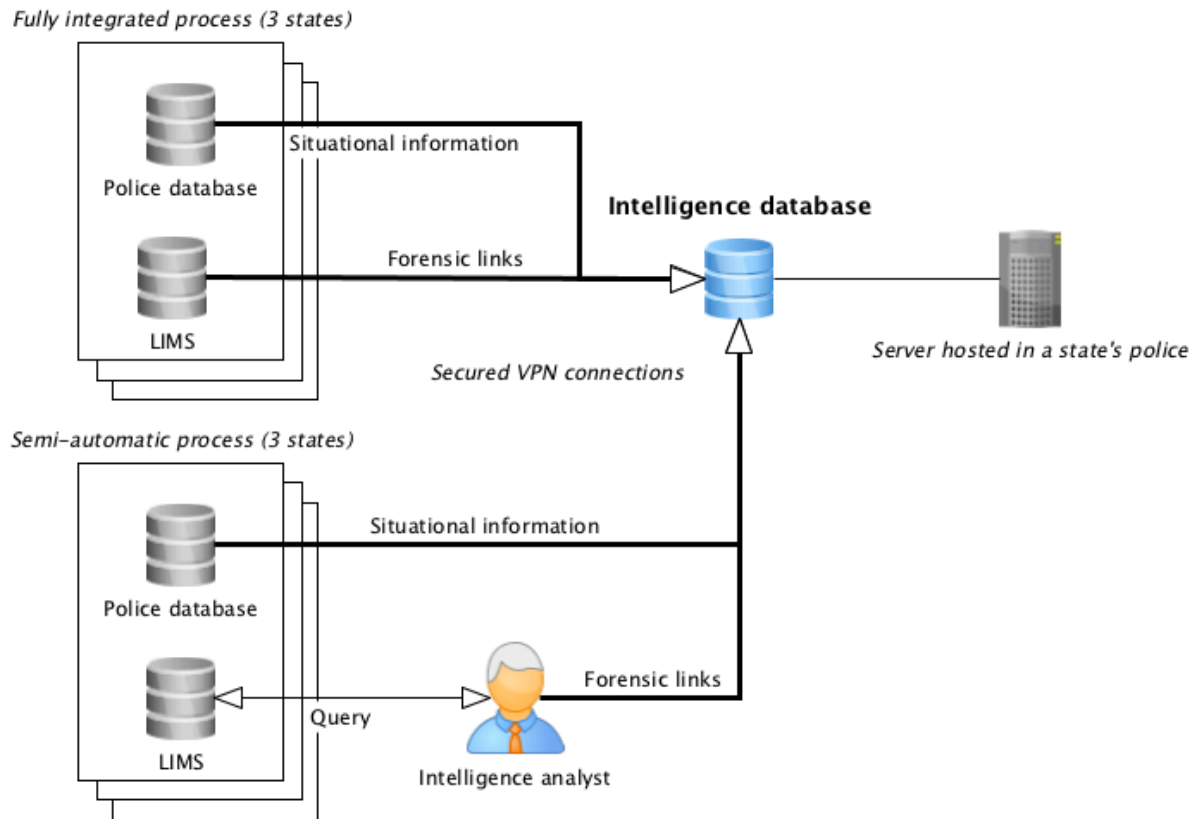 Fully integrated process (3 states)
Situational information
Police database
Intelligence database
Forensic links
LIMS
Server hosted in a state's police
Secured VPN connections
Semi-automatic process (3 states)
Situational information
Police database
Forensic links
Query
LIMS
Intelligence analyst